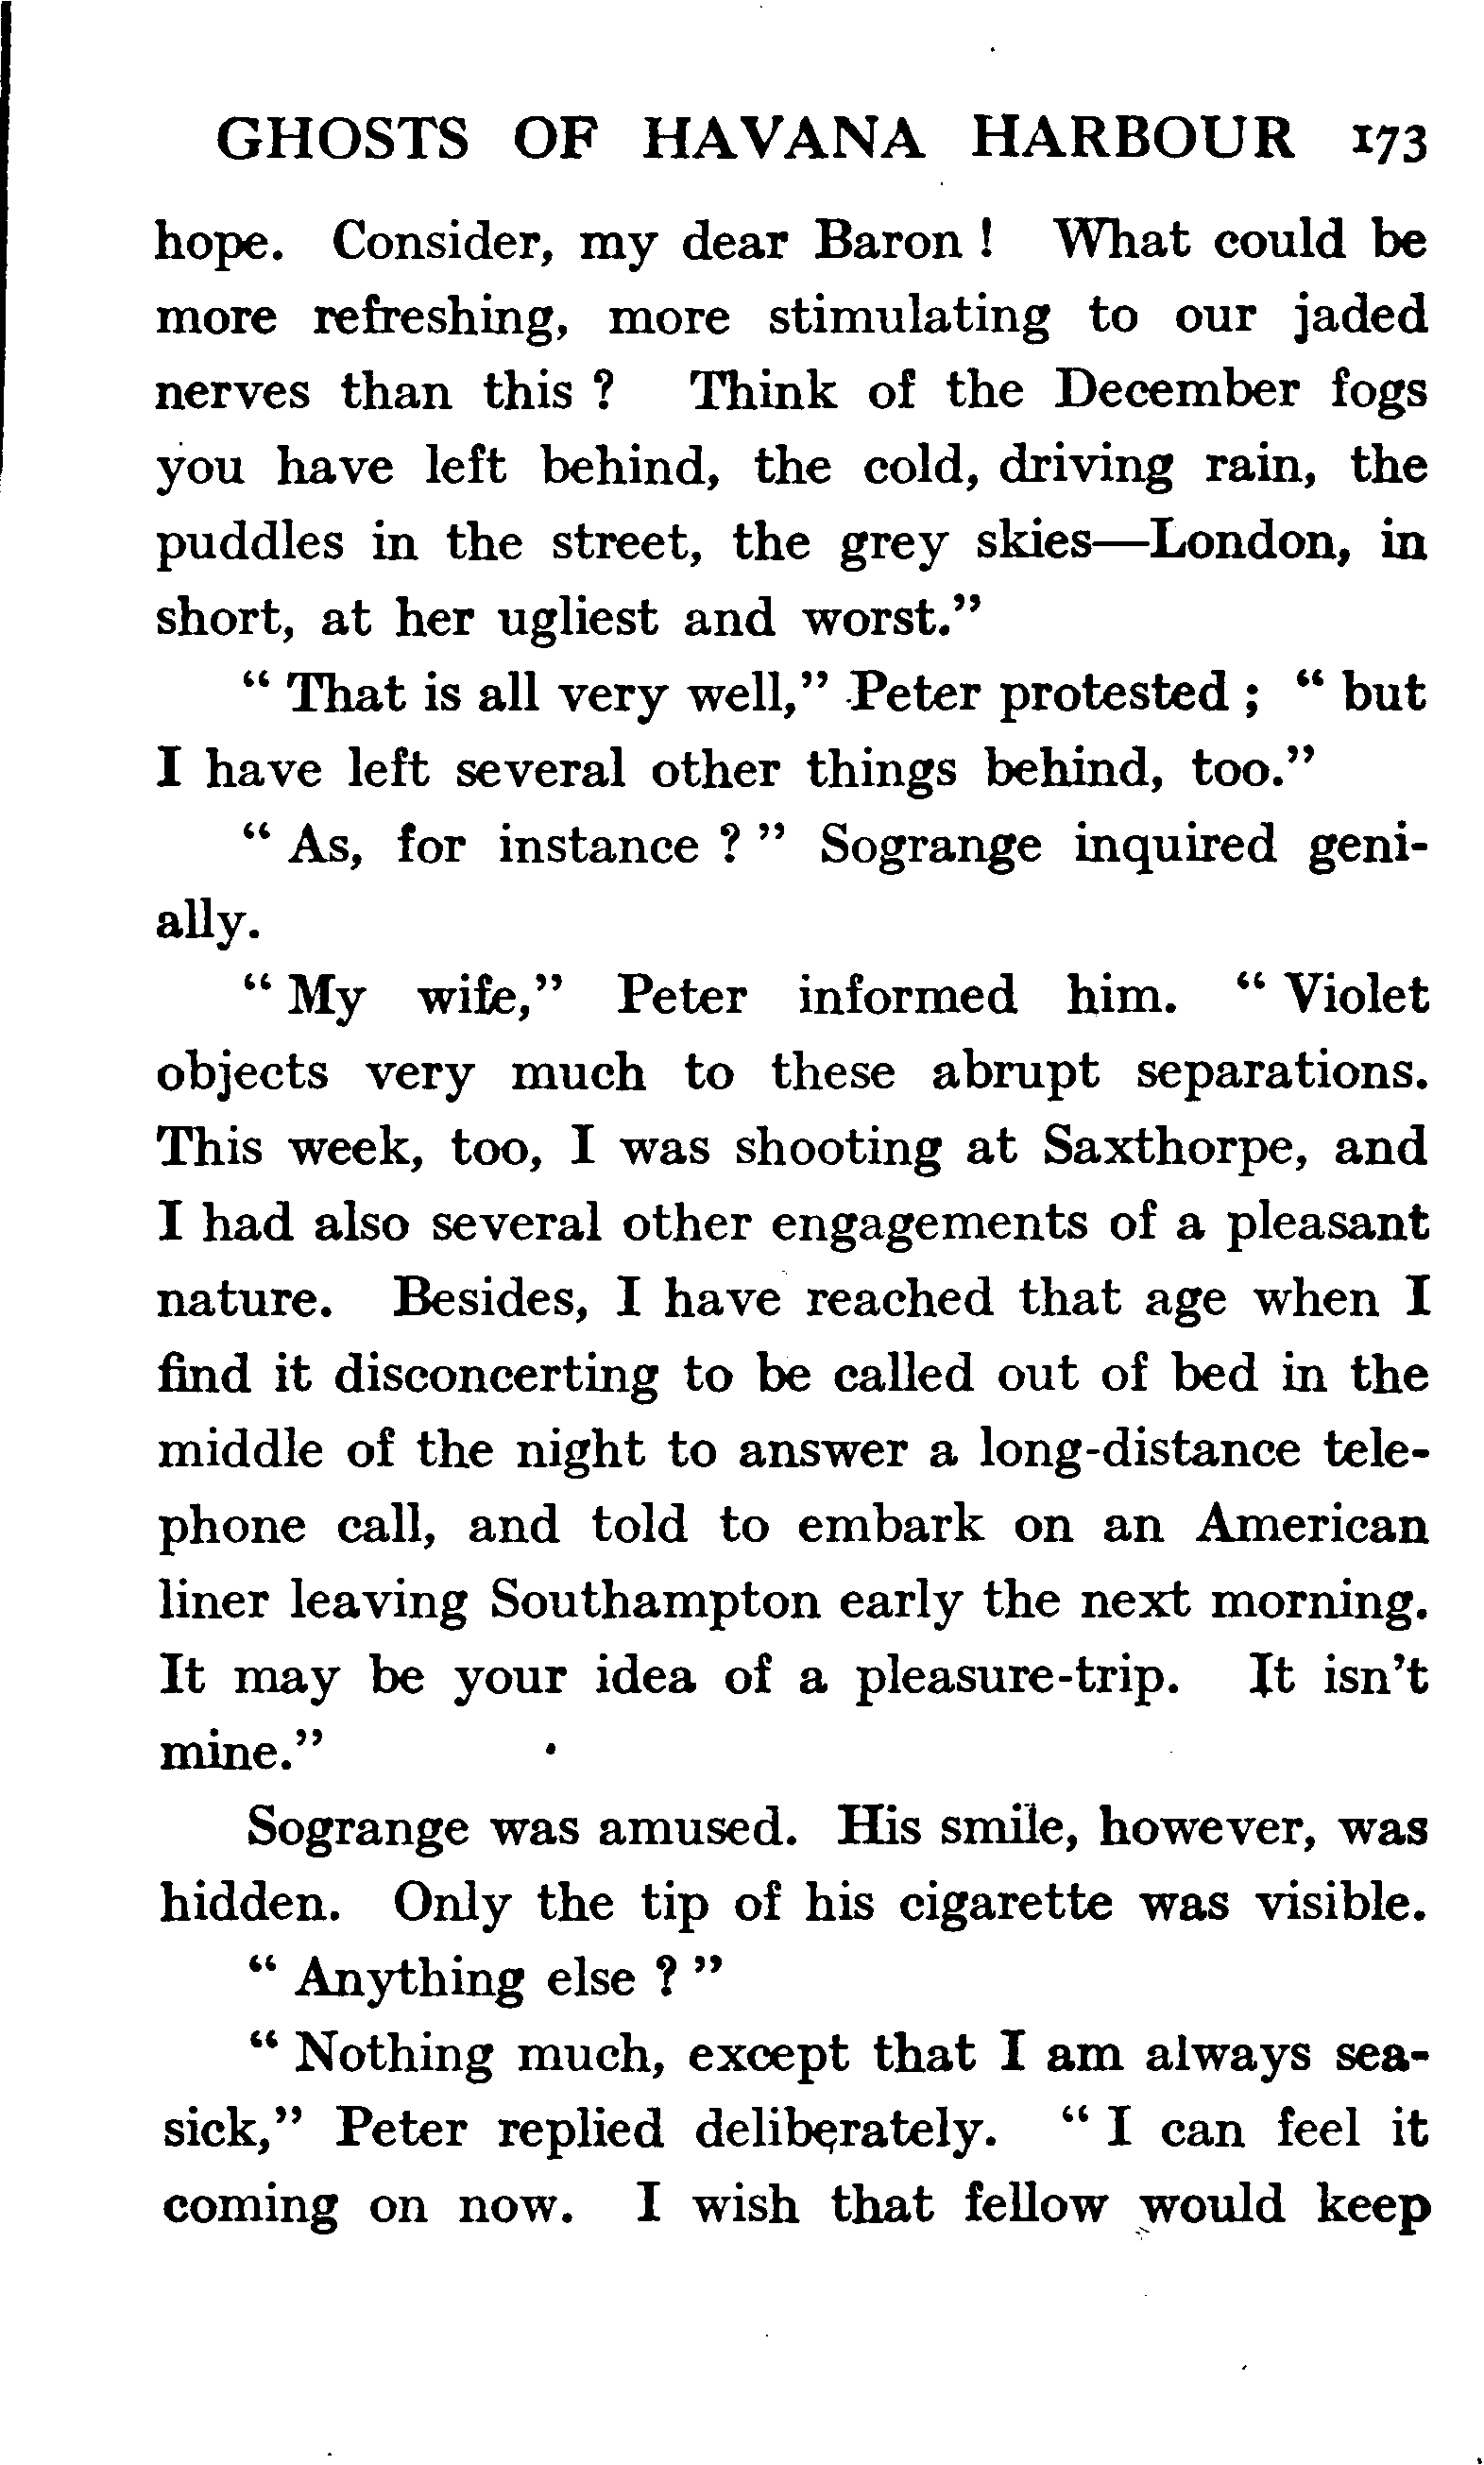 GHOSTS OF HAVANA HARBOUR 173
hope. Consider, my dear Baron ! What could be
more refreshing, more stimulating to our jaded
nerves than this ? Think of the December fogs
you have left behind, the cold, driving rain, the
puddles in the street, the grey skies—London, in
short, at her ugliest and worst."
" That is all very well," Peter protested ; " but
I have left several other things behind, too."
" As, for instance ? " Sogrange inquired geni-
ally.
" My wife," Peter informed him. " Violet
objects very much to these abrupt separations.
This week, too, I was shooting at Saxthorpe, and
I had also several other engagements of a pleasant
nature. Besides, I have reached that age when I
find it disconcerting to be called out of bed in the
middle of the night to answer a long-distance tele-
phone call, and told to embark on an American
liner leaving Southampton early the next morning.
It may be your idea of a pleasure-trip. It isn't
mine."
Sogrange was amused. His smile, however, was
hidden. Only the tip of his cigarette was visible.
" Anything else ? "
" Nothing much, except that I am always sea-
sick," Peter replied deliberately. " I can feel it
coming on now. I wish that fellow would keep